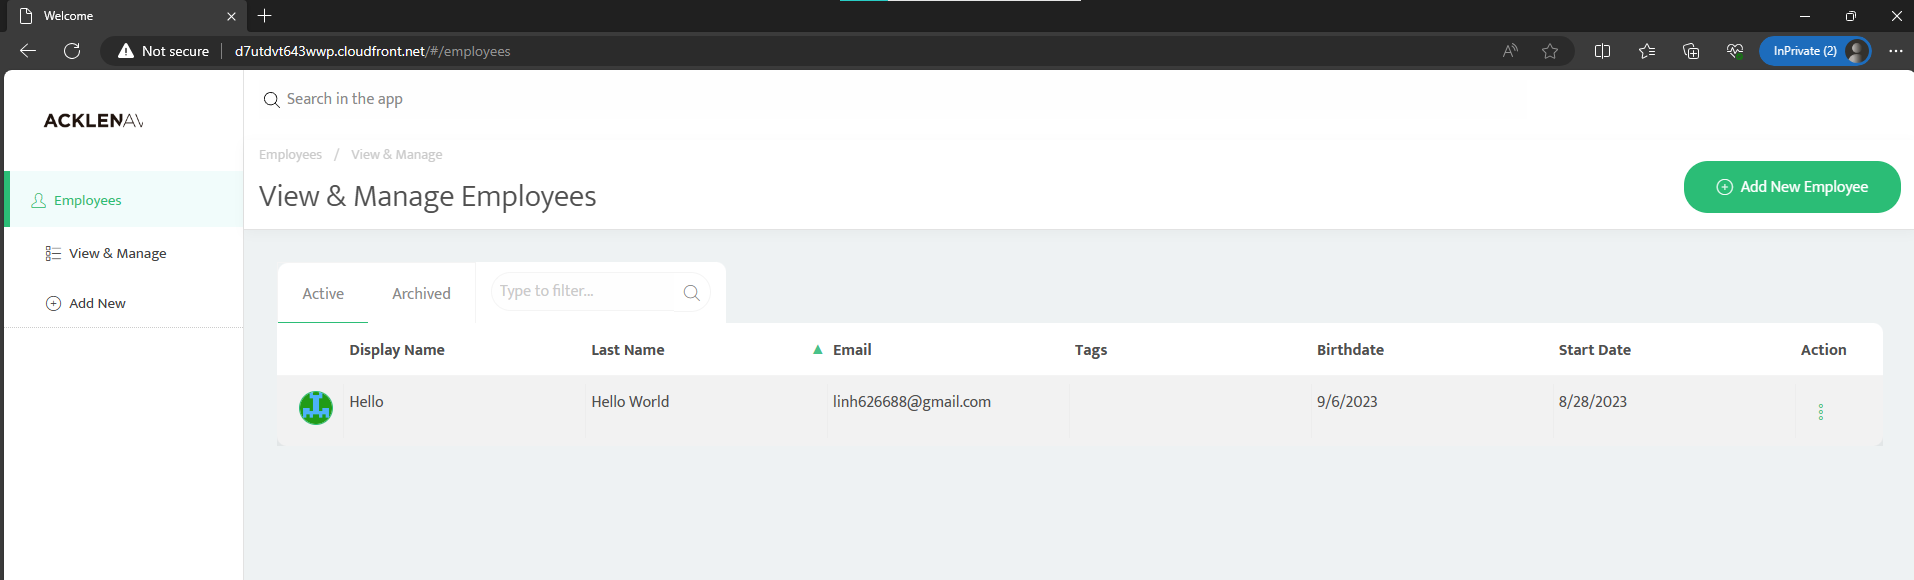 Welcome
Not secure d7utdvt643wwp.cloudfront.net/#/employees InPrivate (2)
ACKLENAV
Search in the app
Employees / View & Manage
View & Manage Employees
Add New Employee
Employees
View & Manage
Add New
Active Archived Type to filter...
Display Name Last Name Email Tags Birthdate Start Date Action
Hello Hello World linh626688@gmail.com 9/6/2023 8/28/2023